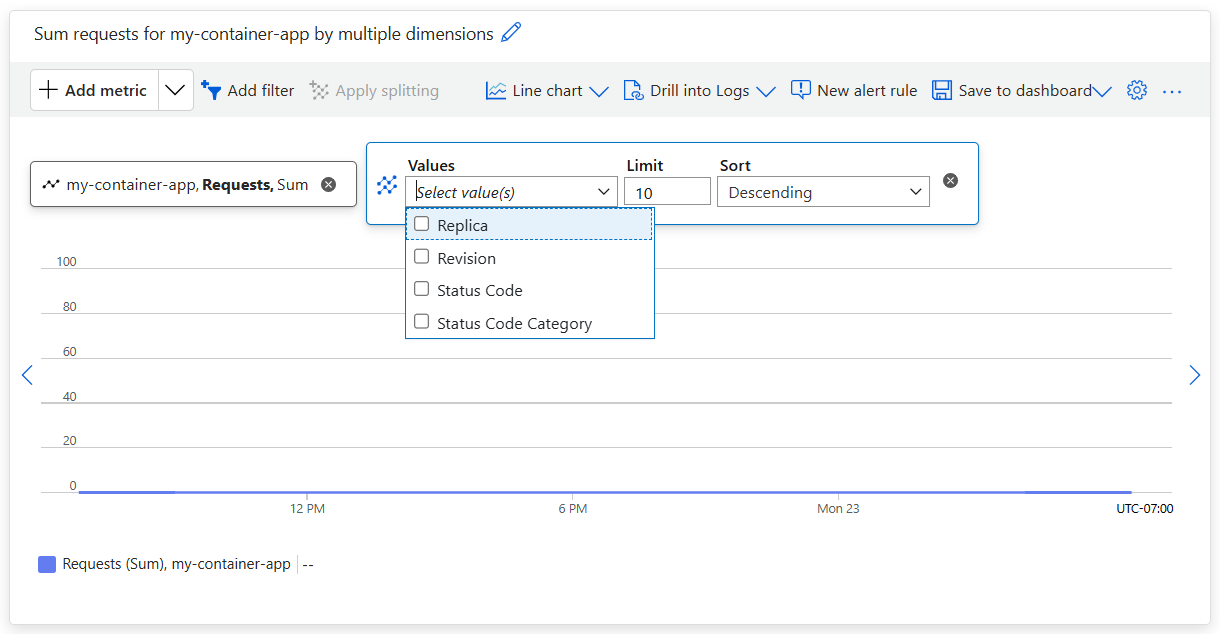 Sum requests for my-container-app by multiple dimensions
Add metric Add filter Apply splitting Line chart Drill into Logs New alert rule Save to dashboard
my-container-app, Requests, Sum
Values Limit Sort
Select value(s) 10 Descending
Replica
Revision
Status Code
Status Code Category
100
80
60
40
20
0
12 PM 6 PM Mon 23 UTC-07:00
Requests (Sum), my-container-app --